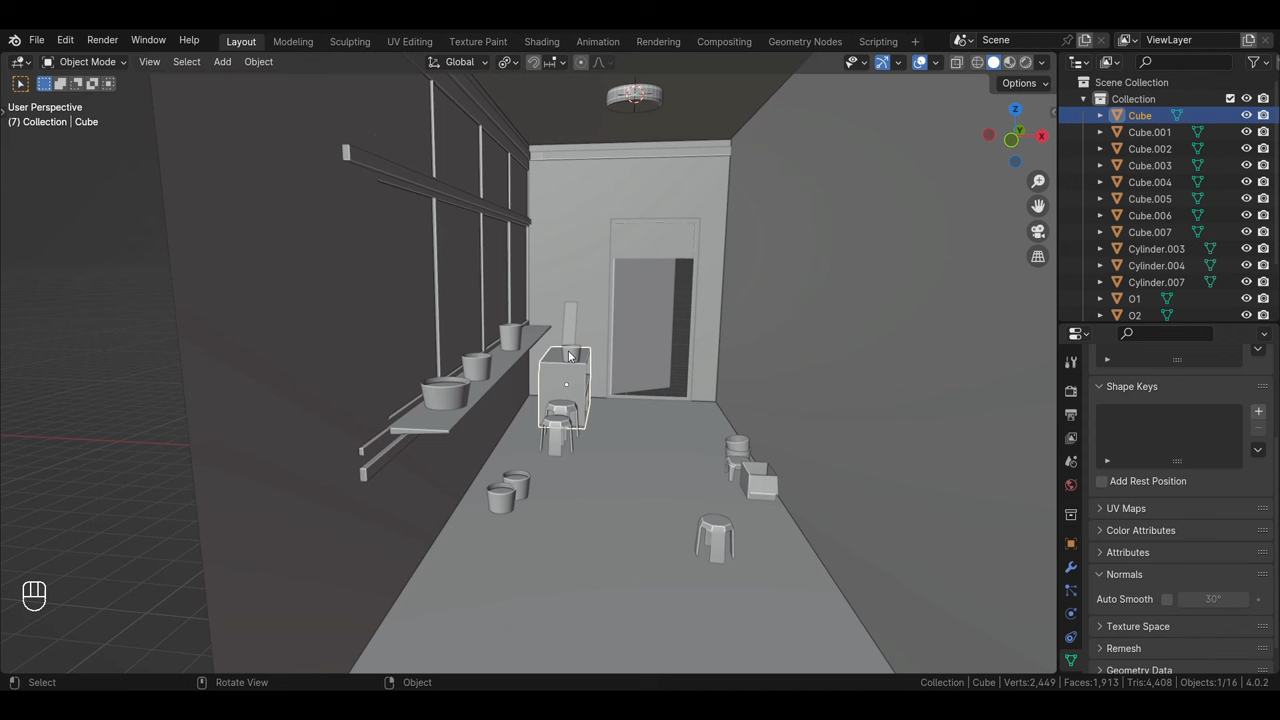 File Edit Render Window Help
Layout Modeling Sculpting UV Editing Texture Paint Shading Animation Rendering Compositing Geometry Nodes Scripting +
Scene
ViewLayer
Object Mode View Select Add Object
Global
Options
User Perspective
(7) Collection | Cube
Z
Y
X
Scene Collection
Collection
Cube
Cube.001
Cube.002
Cube.003
Cube.004
Cube.005
Cube.006
Cube.007
Cylinder.003
Cylinder.004
Cylinder.007
O1
O2
Shape Keys
Add Rest Position
UV Maps
Color Attributes
Attributes
Normals
Auto Smooth 30°
Texture Space
Remesh
Geometry Data
Select Rotate View Object
Collection | Cube | Verts:2,449 | Faces:1,913 | Tris:4,408 | Objects:1/16 | 4.0.2